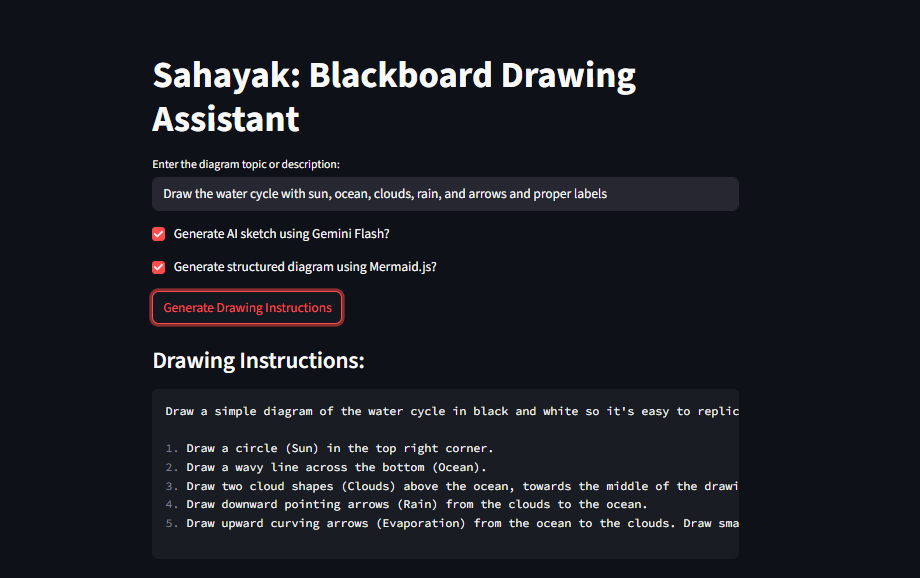 Sahayak: Blackboard Drawing
Assistant
Enter the diagram topic or description:
Draw the water cycle with sun, ocean, clouds, rain, and arrows and proper labels
Generate AI sketch using Gemini Flash?
Generate structured diagram using Mermaid.js?
Generate Drawing Instructions
Drawing Instructions:
Draw a simple diagram of the water cycle in black and white so it's easy to replic
1. Draw a circle (Sun) in the top right corner.
2. Draw a wavy line across the bottom (Ocean).
3. Draw two cloud shapes (Clouds) above the ocean, towards the middle of the drawi
4. Draw downward pointing arrows (Rain) from the clouds to the ocean.
5. Draw upward curving arrows (Evaporation) from the ocean to the clouds. Draw sma